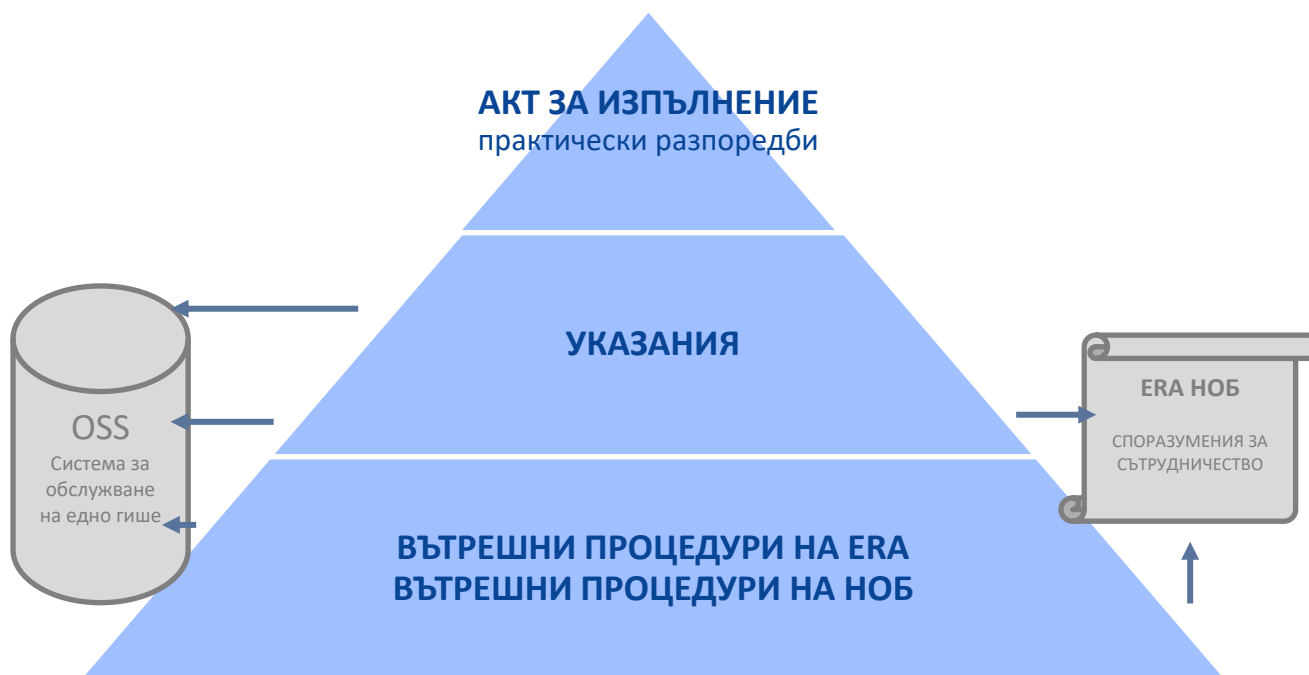 АКТ ЗА ИЗПЪЛНЕНИЕ
практически разпоредби
УКАЗАНИЯ
OSS
Система за
обслужване
на едно гише
ERA НОБ
СПОРАЗУМЕНИЯ ЗА
СЪТРУДНИЧЕСТВО
ВЪТРЕШНИ ПРОЦЕДУРИ НА ERA
ВЪТРЕШНИ ПРОЦЕДУРИ НА НОБ